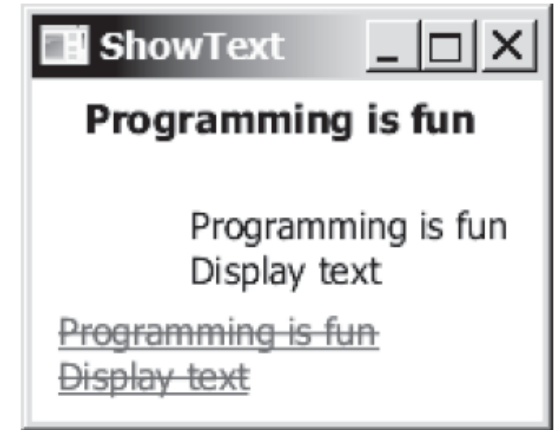 ShowText
Programming is fun
Programming is fun
Display text
Programming is fun
Display text